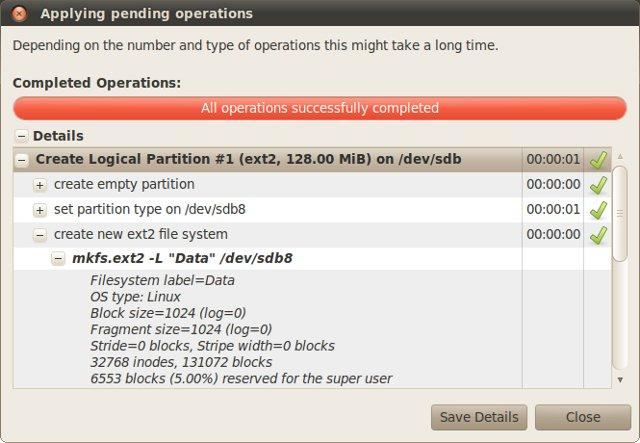 Applying pending operations
Depending on the number and type of operations this might take a long time.
Completed Operations:
All operations successfully completed
Details
Create Logical Partition #1 (ext2, 128.00 MiB) on /dev/sdb 00:00:01
create empty partition 00:00:00
set partition type on /dev/sdb8 00:00:01
create new ext2 file system 00:00:00
mkfs.ext2 -L "Data" /dev/sdb8
Filesystem label=Data
OS type: Linux
Block size=1024 (log=0)
Fragment size=1024 (log=0)
Stride=0 blocks, Stripe width=0 blocks
32768 inodes, 131072 blocks
6553 blocks (5.00%) reserved for the super user
Save Details Close